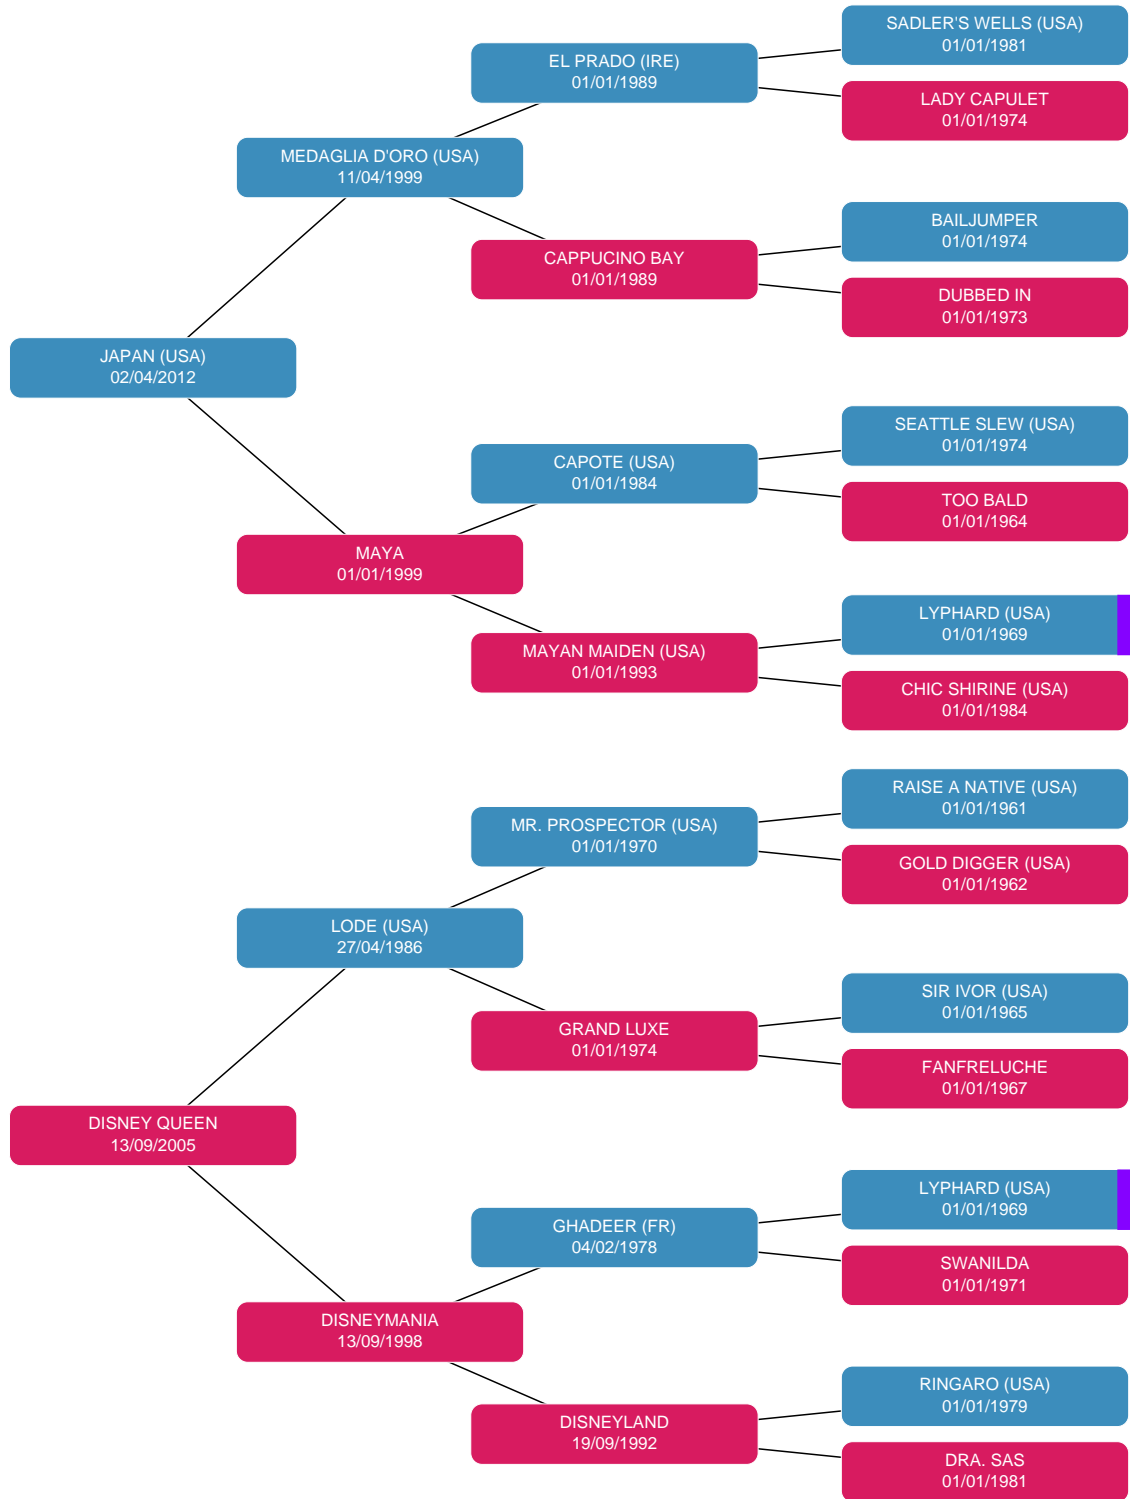 SADLER'S WELLS (USA)
01/01/1981
EL PRADO (IRE)
01/01/1989
LADY CAPULET
01/01/1974
MEDAGLIA D'ORO (USA)
11/04/1999
BAILJUMPER
01/01/1974
CAPPUCINO BAY
01/01/1989
DUBBED IN
01/01/1973
JAPAN (USA)
02/04/2012
SEATTLE SLEW (USA)
01/01/1974
CAPOTE (USA)
01/01/1984
TOO BALD
01/01/1964
MAYA
01/01/1999
LYPHARD (USA)
01/01/1969
MAYAN MAIDEN (USA)
01/01/1993
CHIC SHIRINE (USA)
01/01/1984
RAISE A NATIVE (USA)
01/01/1961
MR. PROSPECTOR (USA)
01/01/1970
GOLD DIGGER (USA)
01/01/1962
LODE (USA)
27/04/1986
SIR IVOR (USA)
01/01/1965
GRAND LUXE
01/01/1974
FANFRELUCHE
01/01/1967
DISNEY QUEEN
13/09/2005
LYPHARD (USA)
01/01/1969
GHADEER (FR)
04/02/1978
SWANILDA
01/01/1971
DISNEYMANIA
13/09/1998
RINGARO (USA)
01/01/1979
DISNEYLAND
19/09/1992
DRA. SAS
01/01/1981